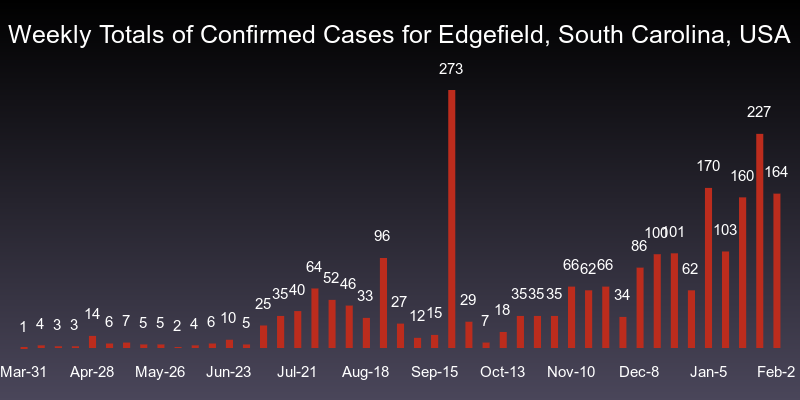 Weekly Totals of Confirmed Cases for Edgefield, South Carolina, USA
1 4 3 3 14 6 7 5 5 2 4 6 10 5 25 35 40 64 52 46 33 96 27 12 15 273 29 7 18 35 35 35 66 62 66 34 86 100 101 62 170 103 160 227 164
Mar-31 Apr-28 May-26 Jun-23 Jul-21 Aug-18 Sep-15 Oct-13 Nov-10 Dec-8 Jan-5 Feb-2